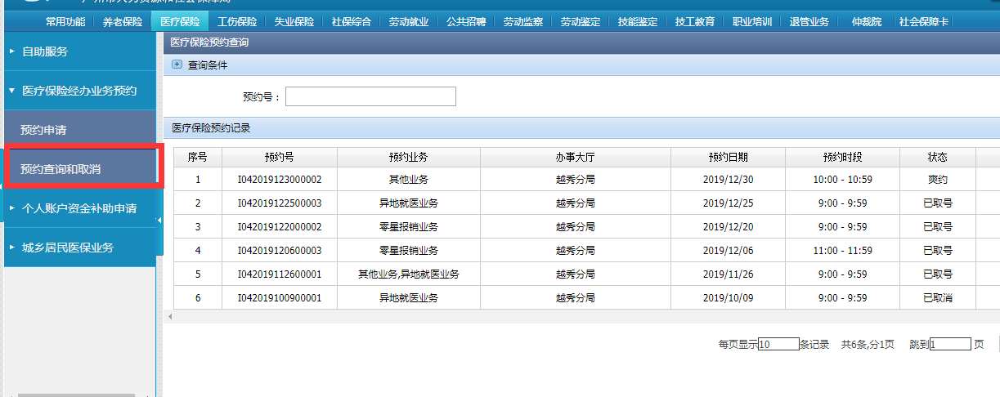 常用功能 养老保险 医疗保险 工伤保险 失业保险 社保综合 劳动就业 公共招聘 劳动监察 劳动鉴定 技能鉴定 技工教育 职业培训 退管业务 仲裁院 社会保障卡
自助服务
医疗保险经办业务预约
预约申请
预约查询和取消
个人账户资金补助申请
城乡居民医保业务
医疗保险预约查询
查询条件
预约号：
医疗保险预约记录
序号 预约号 预约业务 办事大厅 预约日期 预约时段 状态
1 I042019123000002 其他业务 越秀分局 2019/12/30 10:00 - 10:59 爽约
2 I042019122500003 异地就医业务 越秀分局 2019/12/25 9:00 - 9:59 已取号
3 I042019122000002 零星报销业务 越秀分局 2019/12/20 9:00 - 9:59 已取号
4 I042019120600003 零星报销业务 越秀分局 2019/12/06 11:00 - 11:59 已取号
5 I042019112600001 其他业务,异地就医业务 越秀分局 2019/11/26 9:00 - 9:59 已取号
6 I042019100900001 异地就医业务 越秀分局 2019/10/09 9:00 - 9:59 已取消
每页显示10条记录 共6条,分1页 跳到1 页